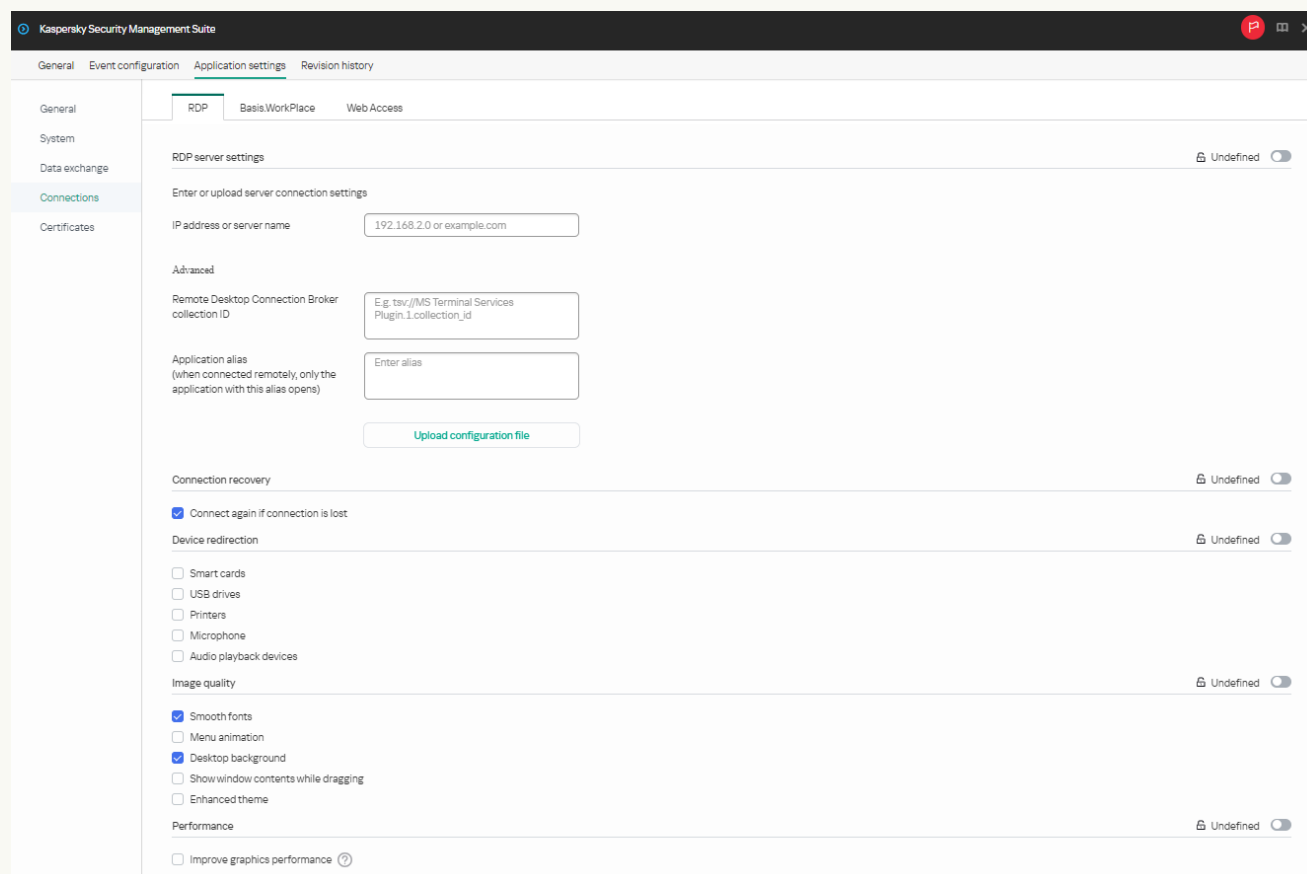 Kaspersky Security Management Suite
General Event configuration Application settings Revision history
General
System
Data exchange
Connections
Certificates
RDP Basis.WorkPlace Web Access
RDP server settings Undefined
Enter or upload server connection settings
IP address or server name 192.168.2.0 or example.com
Advanced
Remote Desktop Connection Broker
collection ID
E.g. tsv://MS Terminal Services
Plugin.1.collection_id
Application alias
(when connected remotely, only the
application with this alias opens)
Enter alias
Upload configuration file
Connection recovery Undefined
Connect again if connection is lost
Device redirection Undefined
Smart cards
USB drives
Printers
Microphone
Audio playback devices
Image quality Undefined
Smooth fonts
Menu animation
Desktop background
Show window contents while dragging
Enhanced theme
Performance Undefined
Improve graphics performance ?